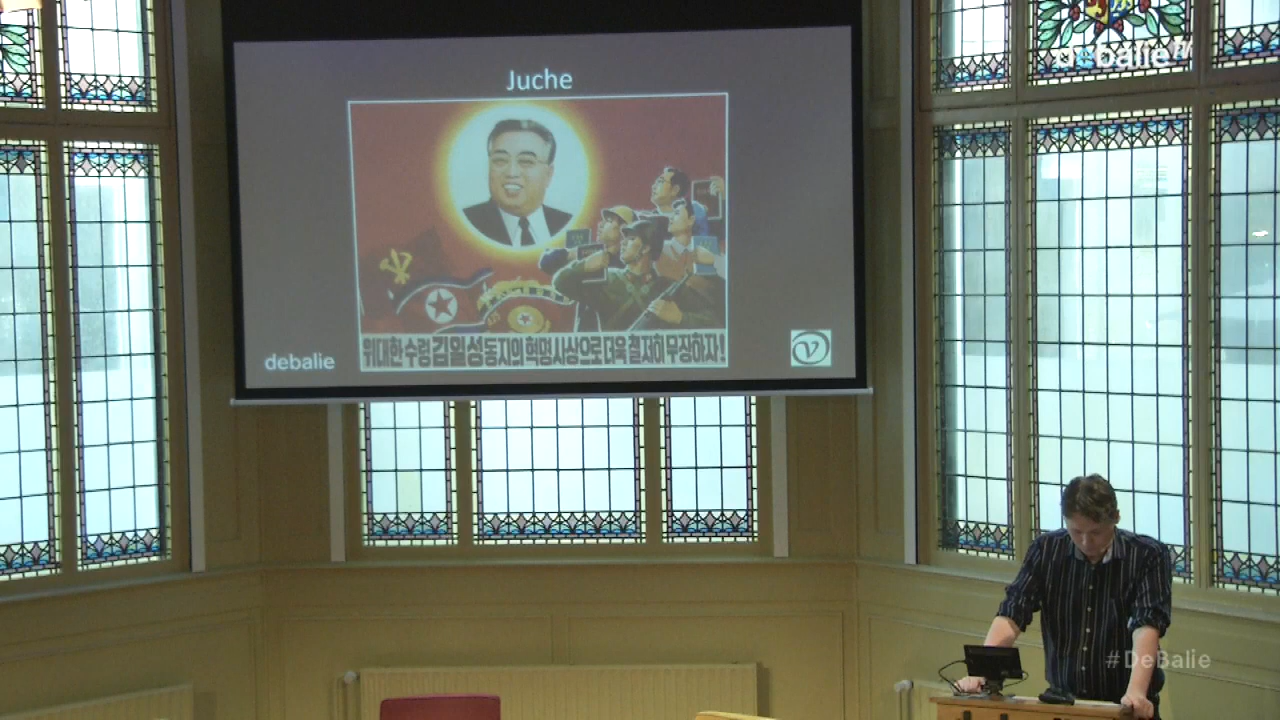 debalie
Juche
위대한 수령 김일성동지의 혁명사상으로 더욱 철저히 무장하자!
debalie
V
#DeBalie